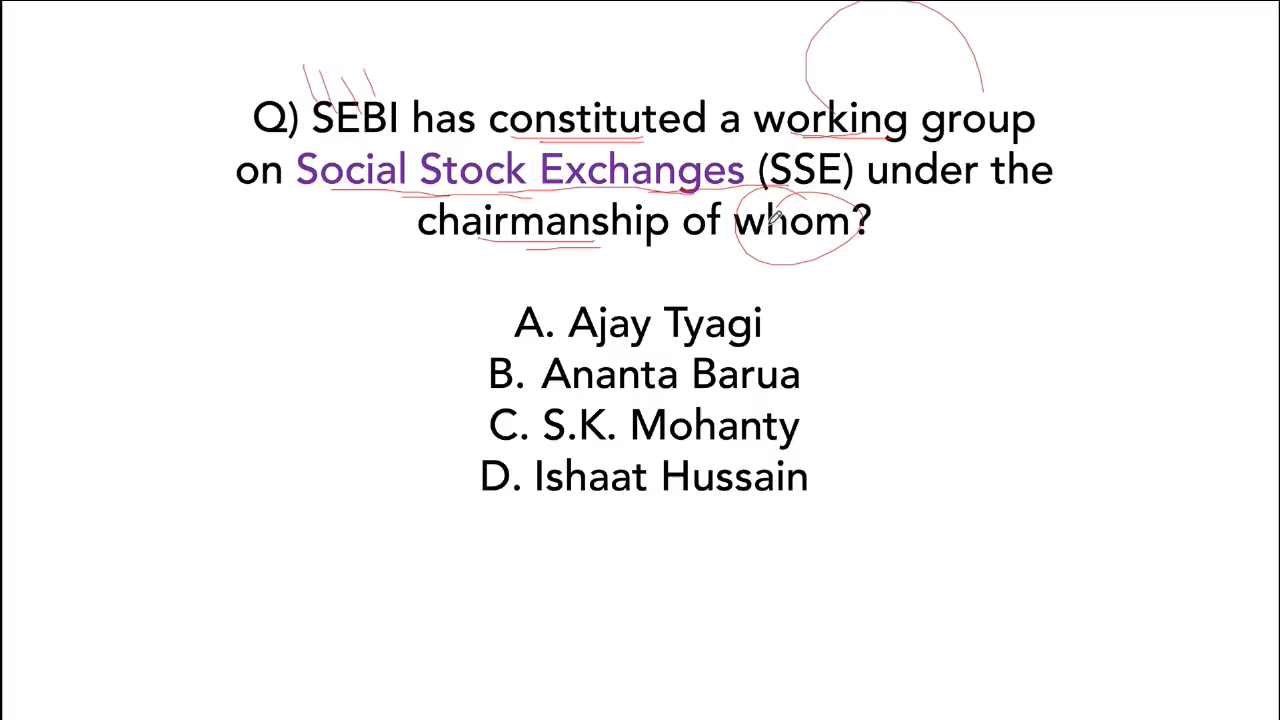 Q) SEBI has constituted a working group
on Social Stock Exchanges (SSE) under the
chairmanship of whom?
A. Ajay Tyagi
B. Ananta Barua
C. S.K. Mohanty
D. Ishaat Hussain